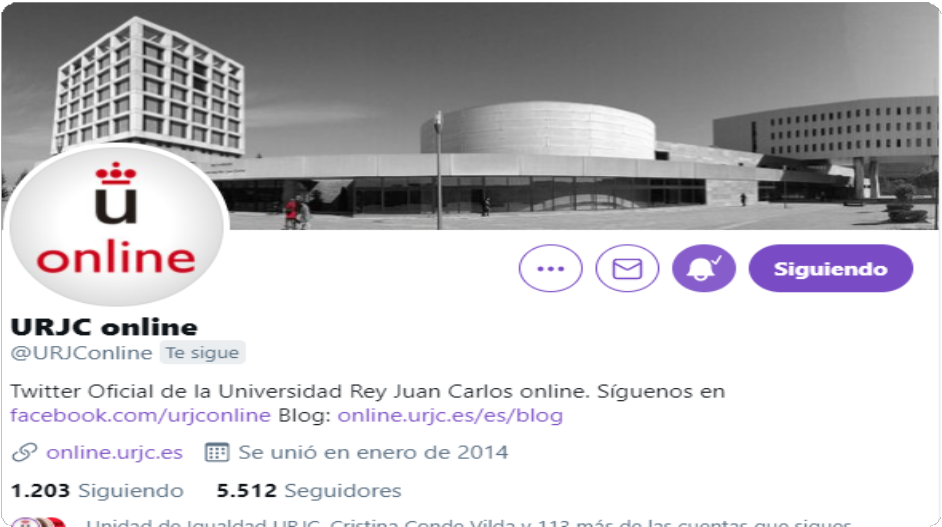 u
online
Siguiendo
URJC online
@URJConline Te sigue
Twitter Oficial de la Universidad Rey Juan Carlos online. Síguenos en
facebook.com/urjconline Blog: online.urjc.es/es/blog
online.urjc.es Se unió en enero de 2014
1.203 Siguiendo 5.512 Seguidores
Unidad de Igualdad URJC, Cristina Conde Vilda y 113 más de las cuentas que sigues